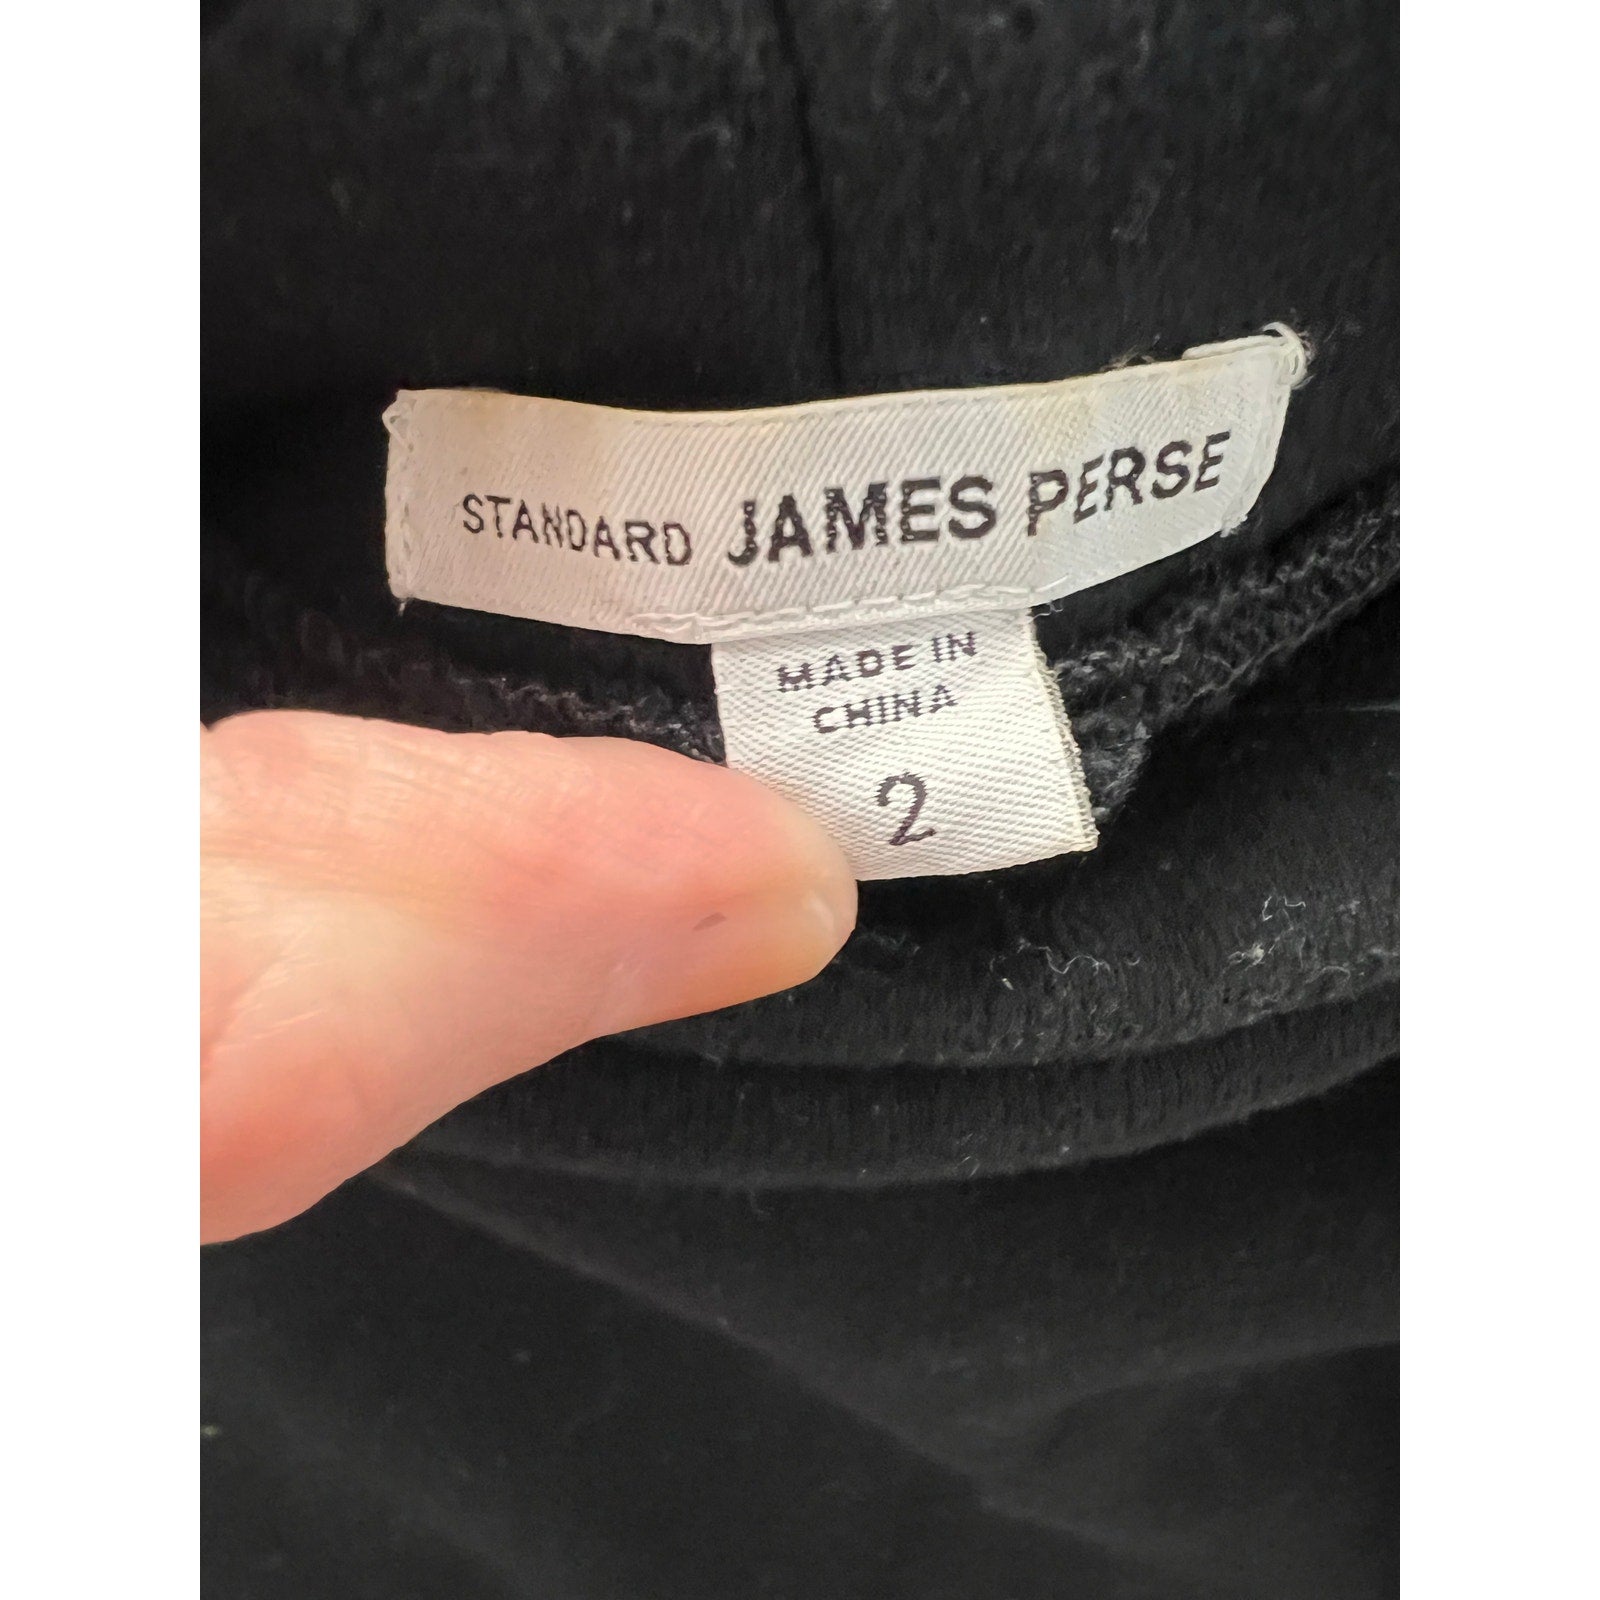 STANDARD JAMES PERSE
MADE IN
CHINA
2